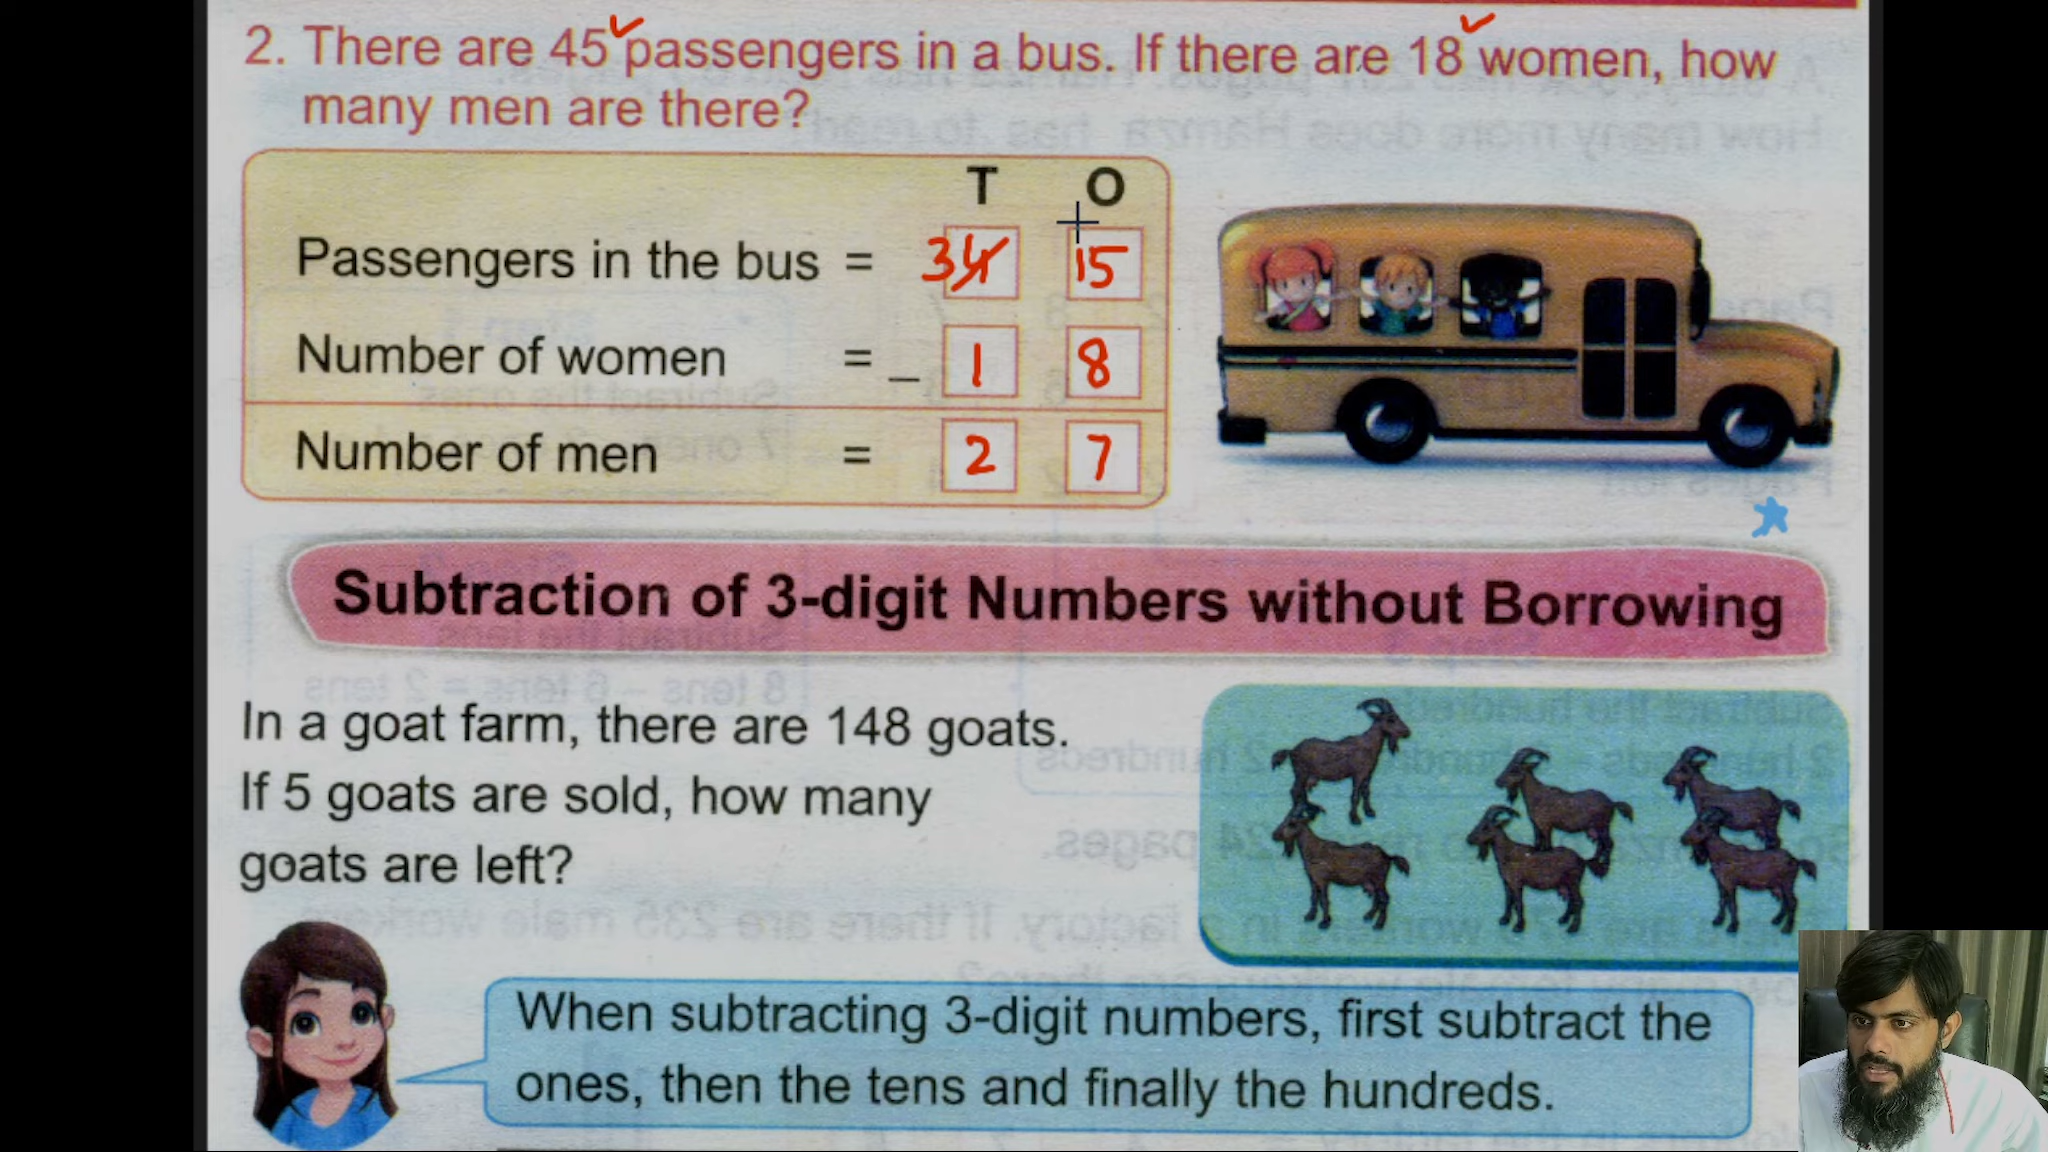 2. There are 45 passengers in a bus. If there are 18 women, how
many men are there?
T O
Passengers in the bus = 3 4 15
Number of women = – 1 8
Number of men = 2 7
Subtraction of 3-digit Numbers without Borrowing
In a goat farm, there are 148 goats.
If 5 goats are sold, how many
goats are left?
When subtracting 3-digit numbers, first subtract the
ones, then the tens and finally the hundreds.